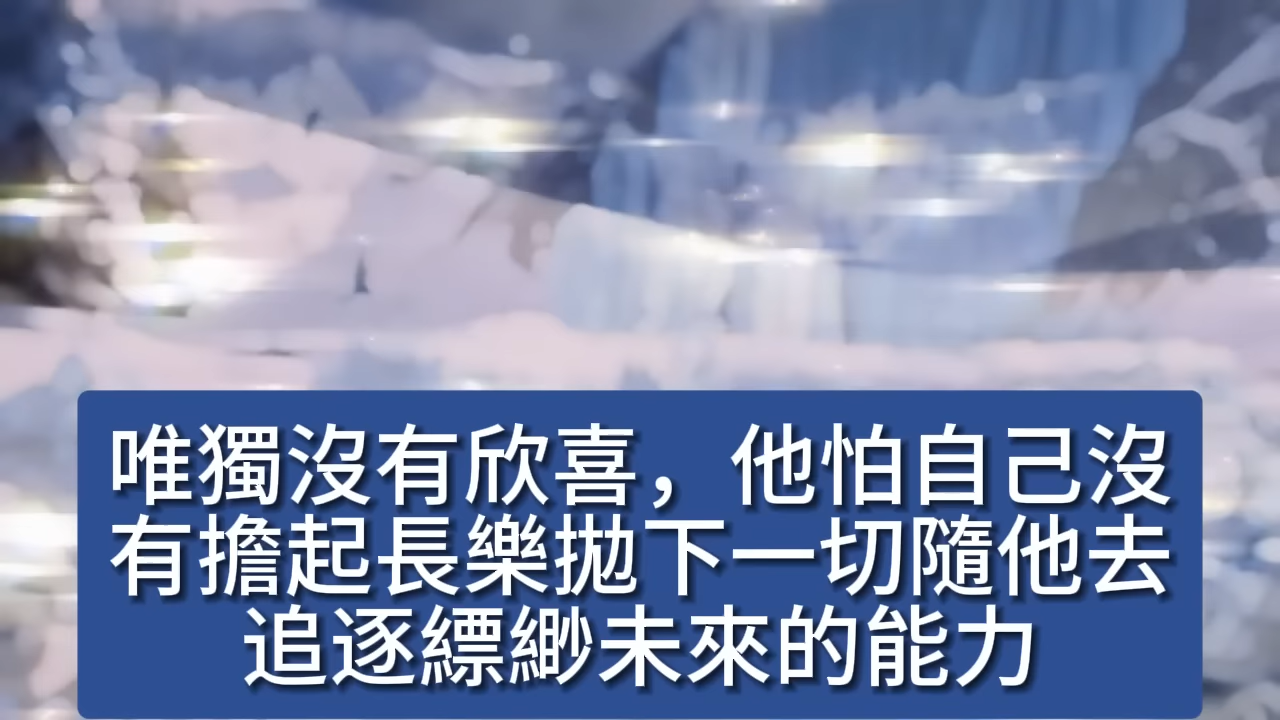 唯獨沒有欣喜，他怕自己沒
有擔起長樂拋下一切隨他去
追逐縹緲未來的能力